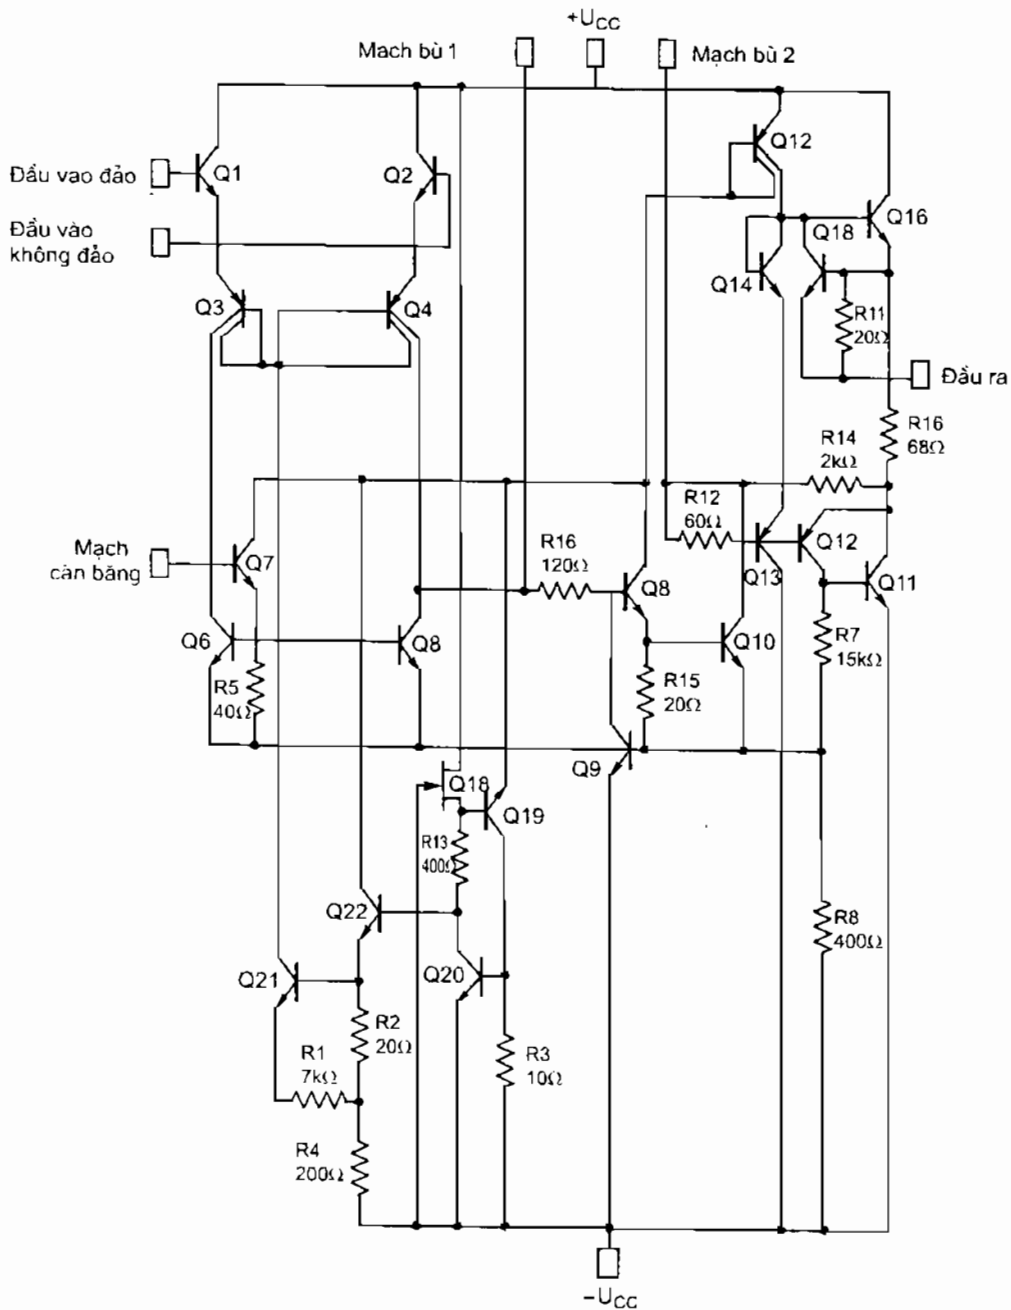 +UCC
Mach bù 1
Mạch bù 2
Q12
Đầu vao đảo
Q1
Q2
Đầu vào
không đảo
Q16
Q18
Q14
Q3
Q4
R11
20Ω
Đầu ra
R16
68Ω
R14
2kΩ
R12
60Ω
Mạch
càn băng
Q7
R16
120Ω
Q8
Q13
Q12
Q11
Q6
Q8
Q10
R7
15kΩ
R5
40Ω
R15
20Ω
Q9
Q18
Q19
R13
400Ω
Q22
R8
400Ω
Q21
Q20
R2
20Ω
R1
7kΩ
R3
10Ω
R4
200Ω
−UCC